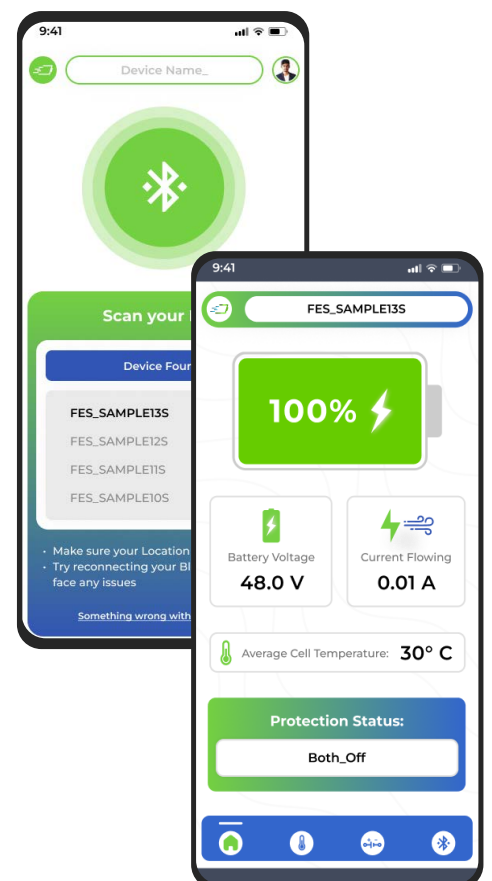 9:41
Device Name_
Scan your
Device Four
FES_SAMPLE13S
FES_SAMPLE12S
FES_SAMPLE11S
FES_SAMPLE10S
Make sure your Location
Try reconnecting your Bl
face any issues
Something wrong with
9:41
FES_SAMPLE13S
100%
Battery Voltage
48.0 V
Current Flowing
0.01 A
Average Cell Temperature: 30° C
Protection Status:
Both_Off